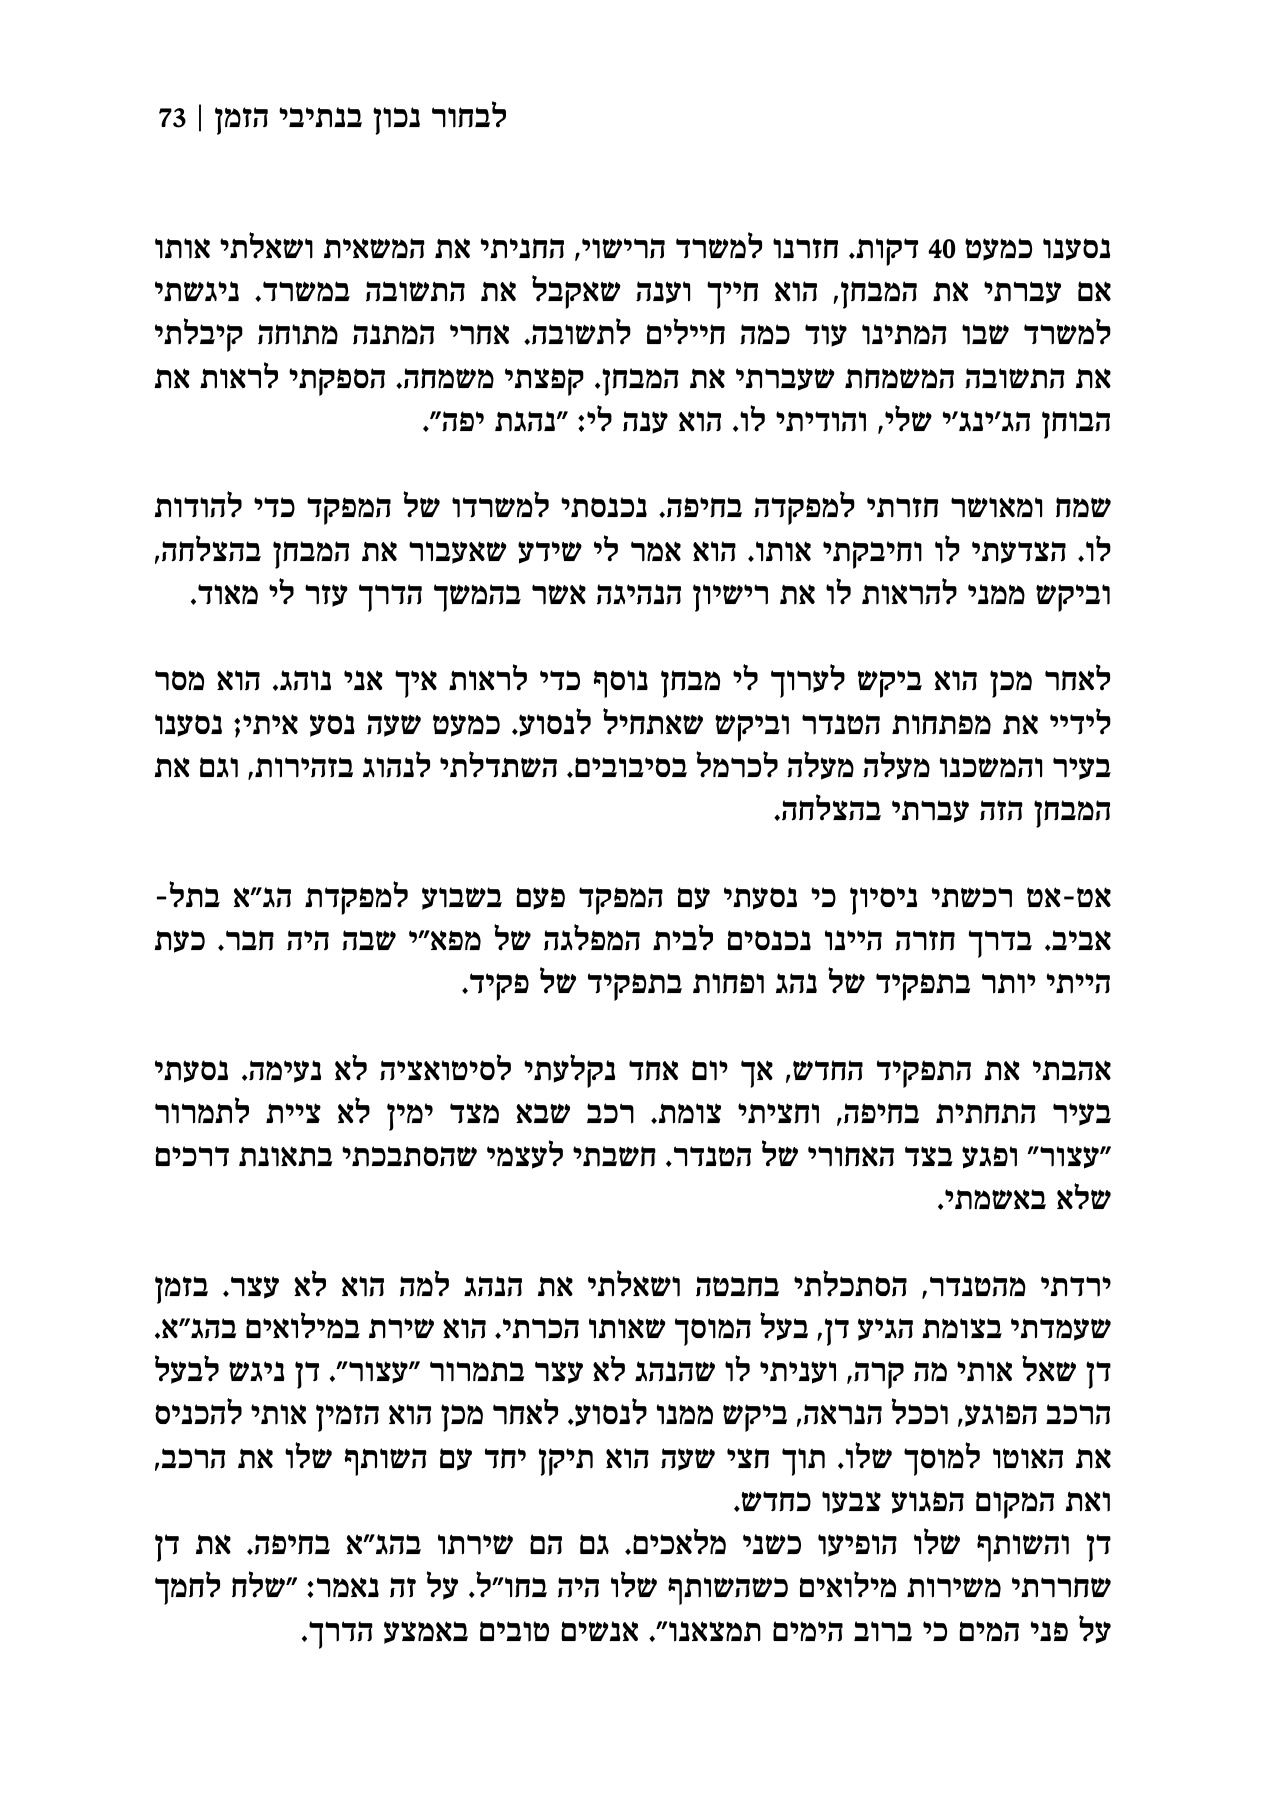 לבחור נכון בנתיבי הזמן | 73
נסענו כמעט 40 דקות. חזרנו למשרד הרישוי, החניתי את המשאית ושאלתי אותו
אם עברתי את המבחן, הוא חייך וענה שאקבל את התשובה במשרד. ניגשתי
למשרד שבו המתינו עוד כמה חיילים לתשובה. אחרי המתנה מתוחה קיבלתי
את התשובה המשמחת שעברתי את המבחן. קפצתי משמחה. הספקתי לראות את
הבוחן הג׳ינג׳י שלי, והודיתי לו. הוא ענה לי: ״נהגת יפה״.
שמח ומאושר חזרתי למפקדה בחיפה. נכנסתי למשרדו של המפקד כדי להודות
לו. הצדעתי לו וחיבקתי אותו. הוא אמר לי שידע שאעבור את המבחן בהצלחה,
וביקש ממני להראות לו את רישיון הנהיגה אשר בהמשך הדרך עזר לי מאוד.
לאחר מכן הוא ביקש לערוך לי מבחן נוסף כדי לראות איך אני נוהג. הוא מסר
לידיי את מפתחות הטנדר וביקש שאתחיל לנסוע. כמעט שעה נסע איתי; נסענו
בעיר והמשכנו מעלה מעלה לכרמל בסיבובים. השתדלתי לנהוג בזהירות, וגם את
המבחן הזה עברתי בהצלחה.
אט-אט רכשתי ניסיון כי נסעתי עם המפקד פעם בשבוע למפקדת הג״א בתל-
אביב. בדרך חזרה היינו נכנסים לבית המפלגה של מפא״י שבה היה חבר. כעת
הייתי יותר בתפקיד של נהג ופחות בתפקיד של פקיד.
אהבתי את התפקיד החדש, אך יום אחד נקלעתי לסיטואציה לא נעימה. נסעתי
בעיר התחתית בחיפה, וחציתי צומת. רכב שבא מצד ימין לא ציית לתמרור
״עצור״ ופגע בצד האחורי של הטנדר. חשבתי לעצמי שהסתבכתי בתאונת דרכים
שלא באשמתי.
ירדתי מהטנדר, הסתכלתי בחבטה ושאלתי את הנהג למה הוא לא עצר. בזמן
שעמדתי בצומת הגיע דן, בעל המוסך שאותו הכרתי. הוא שירת במילואים בהג״א.
דן שאל אותי מה קרה, ועניתי לו שהנהג לא עצר בתמרור ״עצור״. דן ניגש לבעל
הרכב הפוגע, וככל הנראה, ביקש ממנו לנסוע. לאחר מכן הוא הזמין אותי להכניס
את האוטו למוסך שלו. תוך חצי שעה הוא תיקן יחד עם השותף שלו את הרכב,
ואת המקום הפגוע צבעו כחדש.
דן והשותף שלו הופיעו כשני מלאכים. גם הם שירתו בהג״א בחיפה. את דן
שחררתי משירות מילואים כשהשותף שלו היה בחו״ל. על זה נאמר: ״שלח לחמך
על פני המים כי ברוב הימים תמצאנו״. אנשים טובים באמצע הדרך.